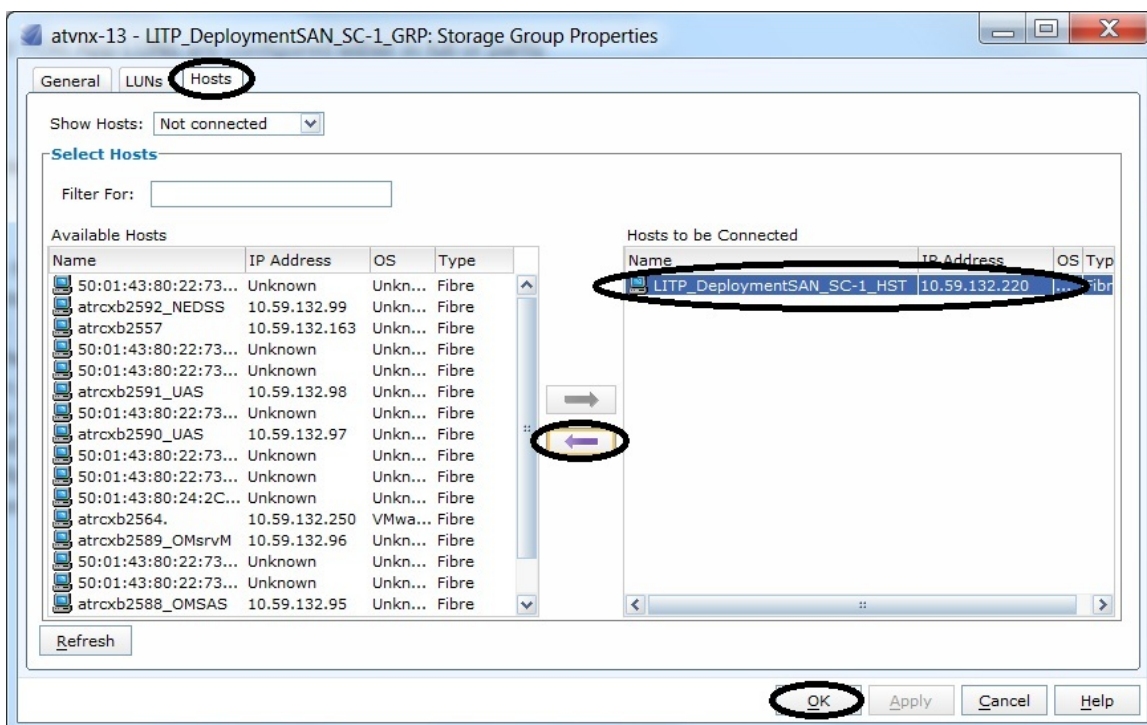 atvnx-13 - LITP_DeploymentSAN_SC-1_GRP: Storage Group Properties
General LUNs Hosts
Show Hosts: Not connected
Select Hosts
Filter For:
Available Hosts Hosts to be Connected
Name IP Address OS Type Name IP Address OS Typ
50:01:43:80:22:73... Unknown Unkn... Fibre LITP_DeploymentSAN_SC-1_HST 10.59.132.220 ... Fibr
atrcxb2592_NEDSS 10.59.132.99 Unkn... Fibre
atrcxb2557 10.59.132.163 Unkn... Fibre
50:01:43:80:22:73... Unknown Unkn... Fibre
50:01:43:80:22:73... Unknown Unkn... Fibre
atrcxb2591_UAS 10.59.132.98 Unkn... Fibre
50:01:43:80:22:73... Unknown Unkn... Fibre
atrcxb2590_UAS 10.59.132.97 Unkn... Fibre
50:01:43:80:22:73... Unknown Unkn... Fibre
50:01:43:80:22:73... Unknown Unkn... Fibre
50:01:43:80:24:2C... Unknown Unkn... Fibre
atrcxb2564. 10.59.132.250 VMwa... Fibre
atrcxb2589_OMsrvM 10.59.132.96 Unkn... Fibre
50:01:43:80:22:73... Unknown Unkn... Fibre
50:01:43:80:22:73... Unknown Unkn... Fibre
atrcxb2588_OMSAS 10.59.132.95 Unkn... Fibre
Refresh
OK Apply Cancel Help